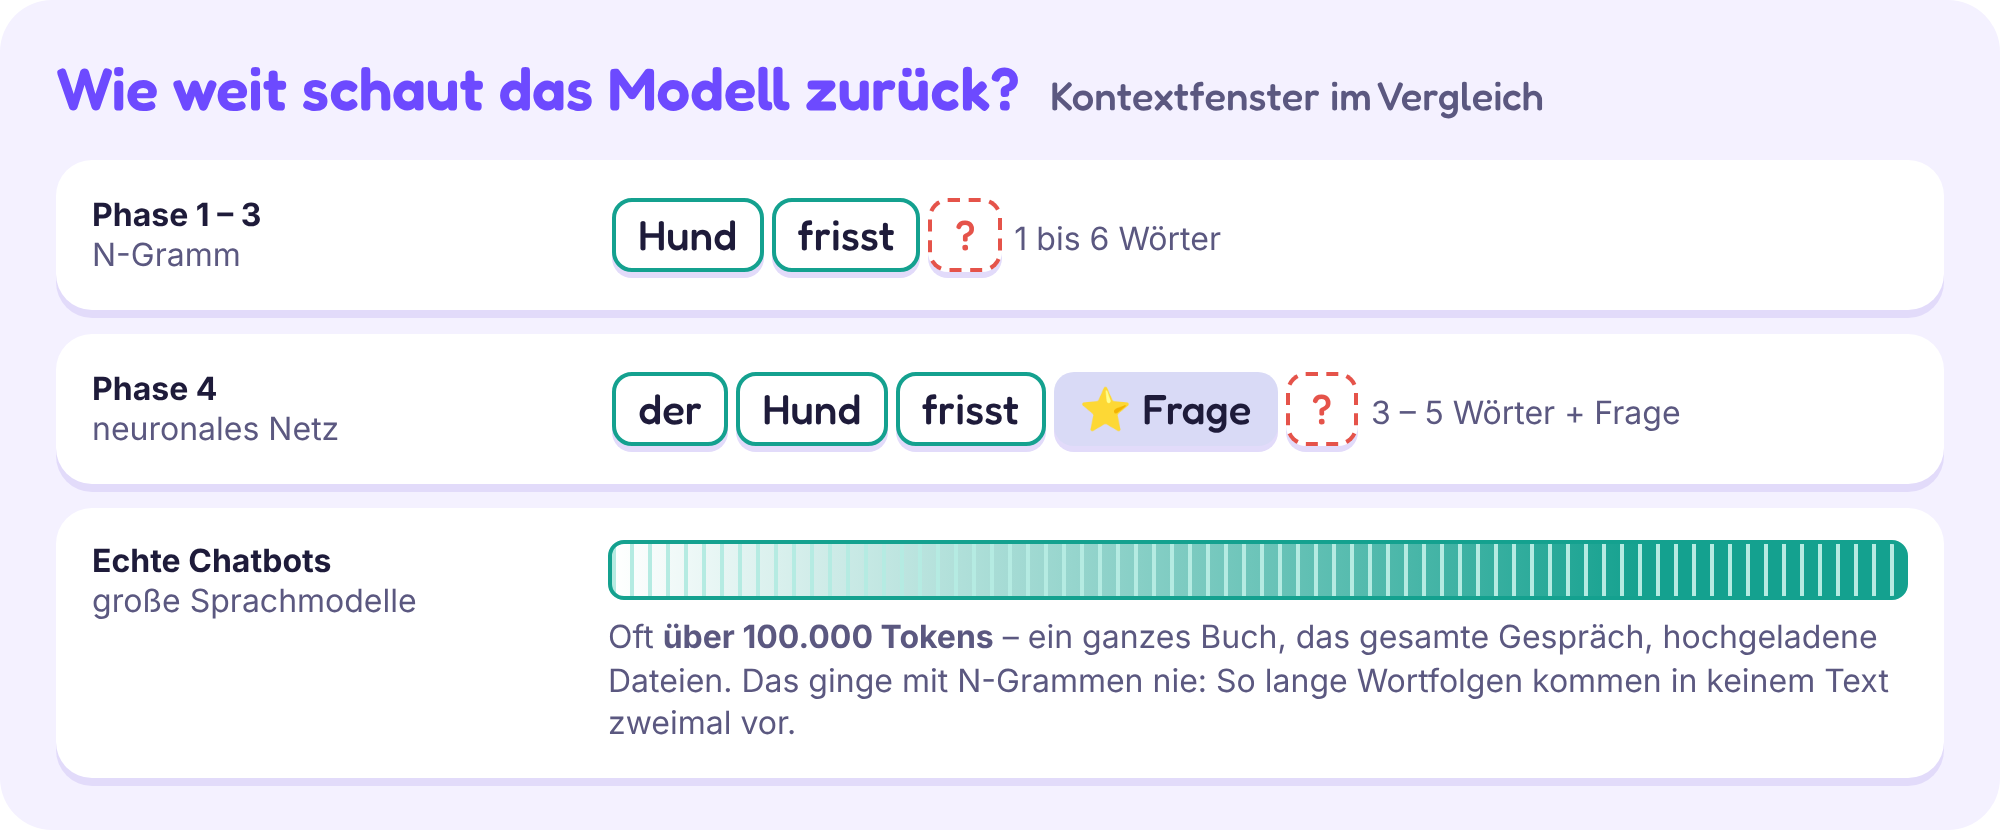 Wie weit schaut das Modell zurück? Kontextfenster im Vergleich
Phase 1 – 3
N-Gramm
Hund frisst ? 1 bis 6 Wörter
Phase 4
neuronales Netz
der Hund frisst ⭐ Frage ? 3 – 5 Wörter + Frage
Echte Chatbots
große Sprachmodelle
Oft über 100.000 Tokens – ein ganzes Buch, das gesamte Gespräch, hochgeladene
Dateien. Das ginge mit N-Grammen nie: So lange Wortfolgen kommen in keinem Text
zweimal vor.